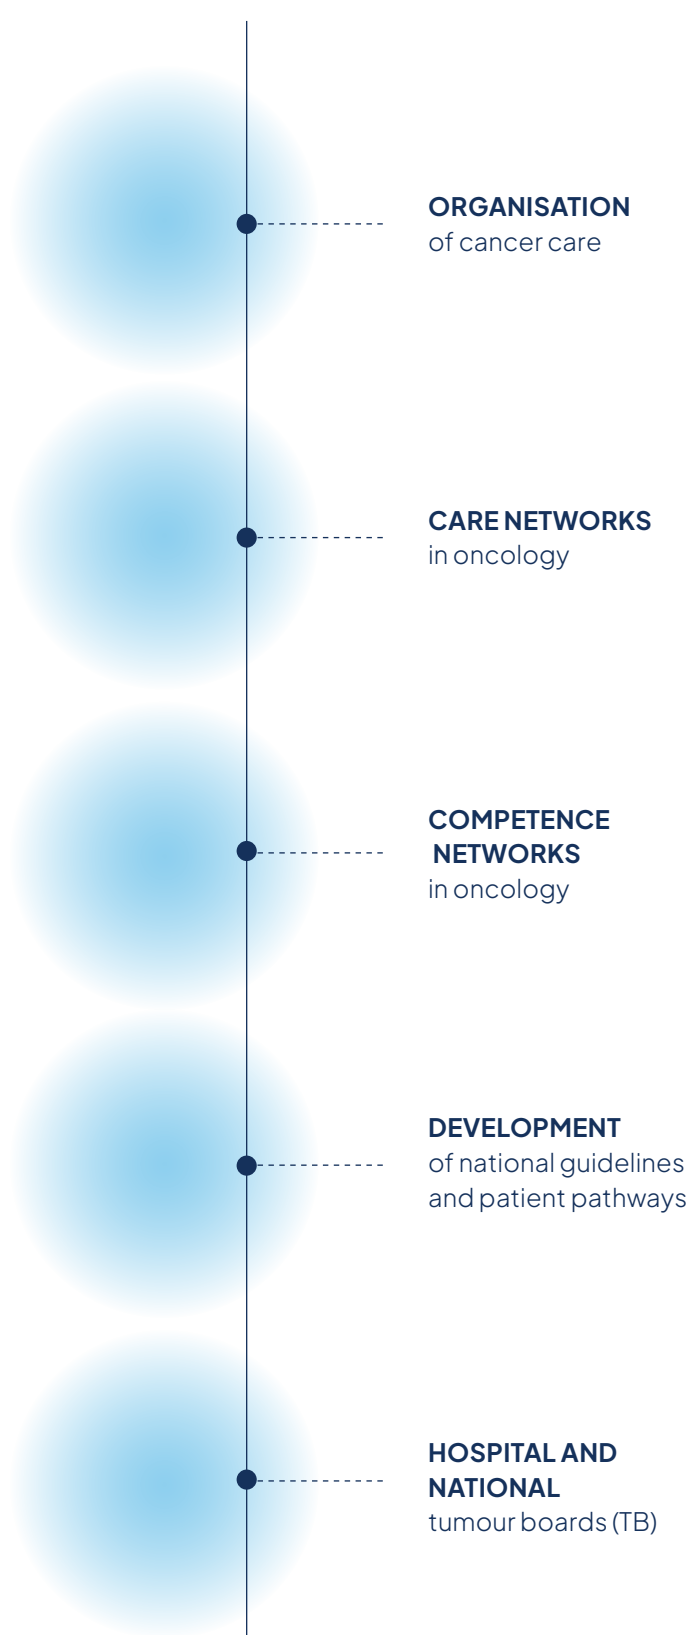 ORGANISATION
of cancer care
CARE NETWORKS
in oncology
COMPETENCE
NETWORKS
in oncology
DEVELOPMENT
of national guidelines
and patient pathways
HOSPITAL AND
NATIONAL
tumour boards (TB)